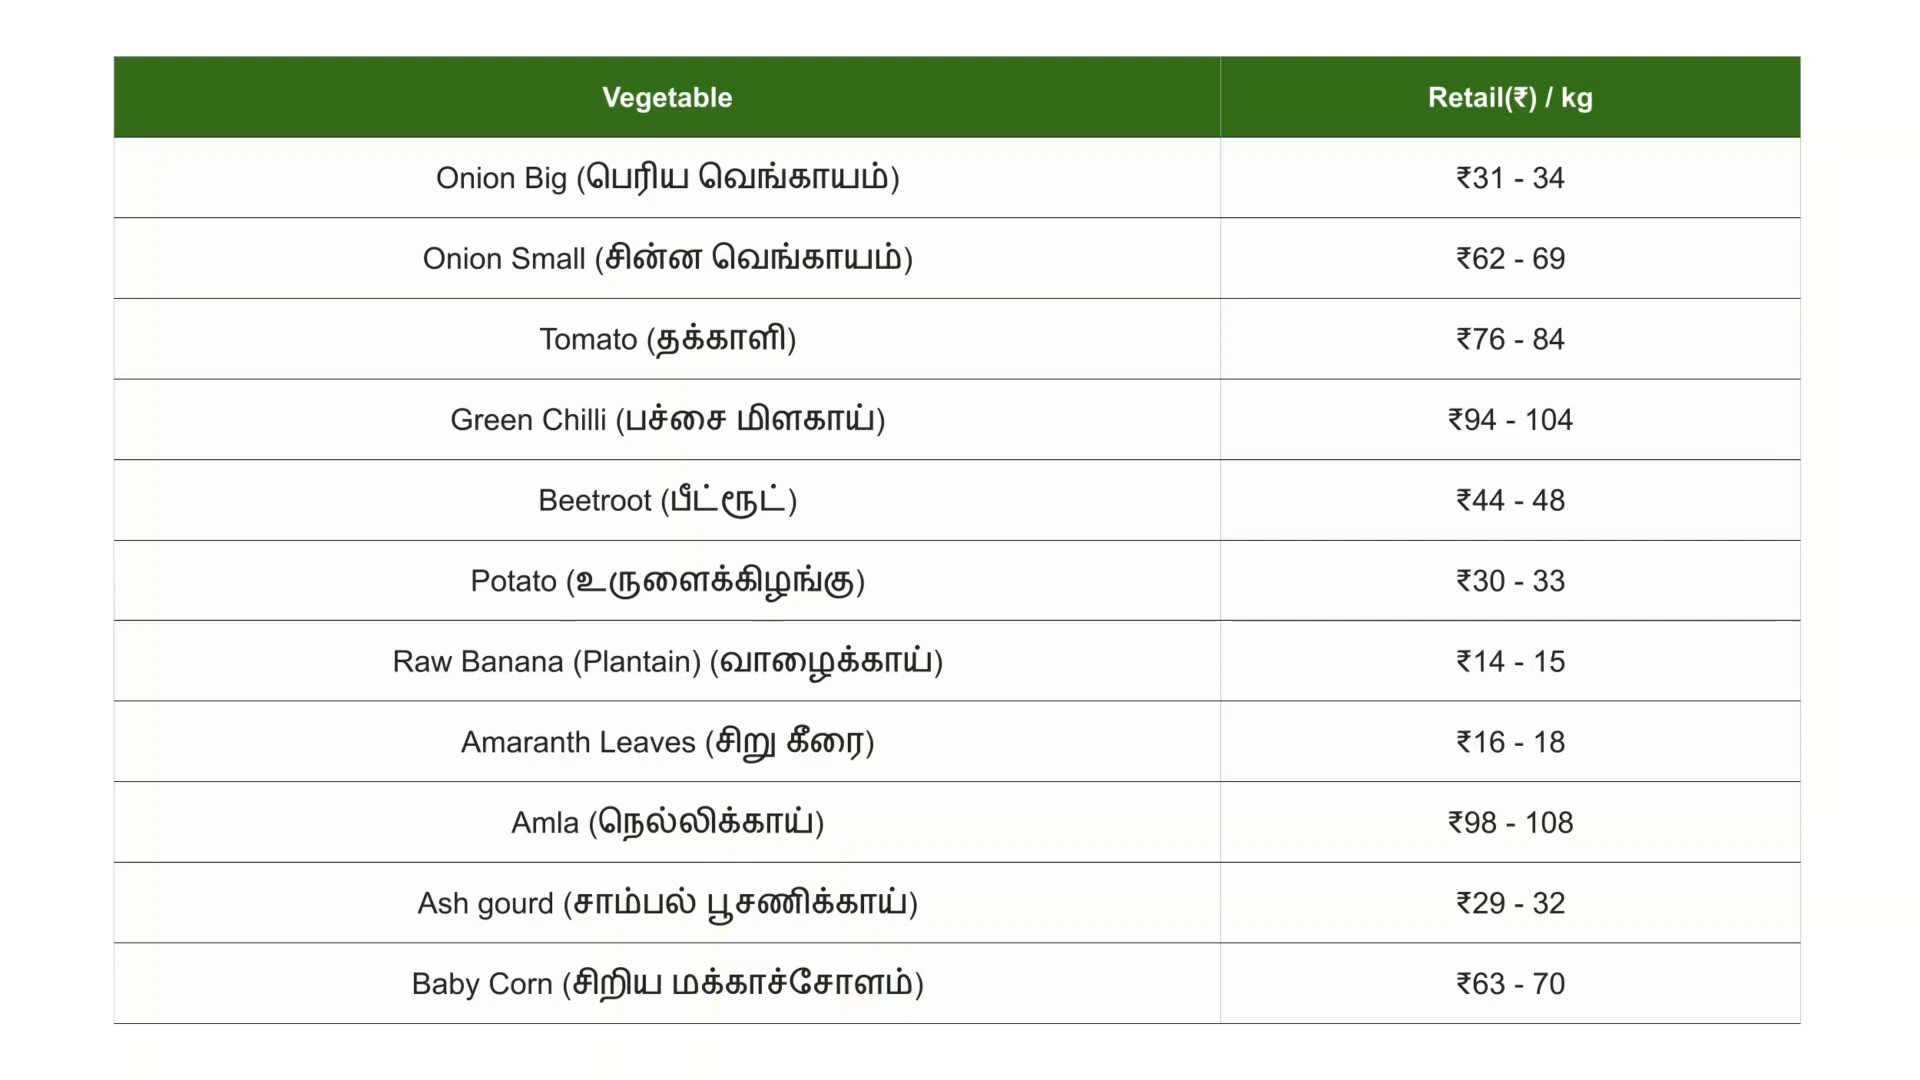 Vegetable Retail(₹) / kg
Onion Big (பெரிய வெங்காயம்) ₹31 - 34
Onion Small (சின்ன வெங்காயம்) ₹62 - 69
Tomato (தக்காளி) ₹76 - 84
Green Chilli (பச்சை மிளகாய்) ₹94 - 104
Beetroot (பீட்ரூட்) ₹44 - 48
Potato (உருளைக்கிழங்கு) ₹30 - 33
Raw Banana (Plantain) (வாழைக்காய்) ₹14 - 15
Amaranth Leaves (சிறு கீரை) ₹16 - 18
Amla (நெல்லிக்காய்) ₹98 - 108
Ash gourd (சாம்பல் பூசணிக்காய்) ₹29 - 32
Baby Corn (சிறிய மக்காச்சோளம்) ₹63 - 70